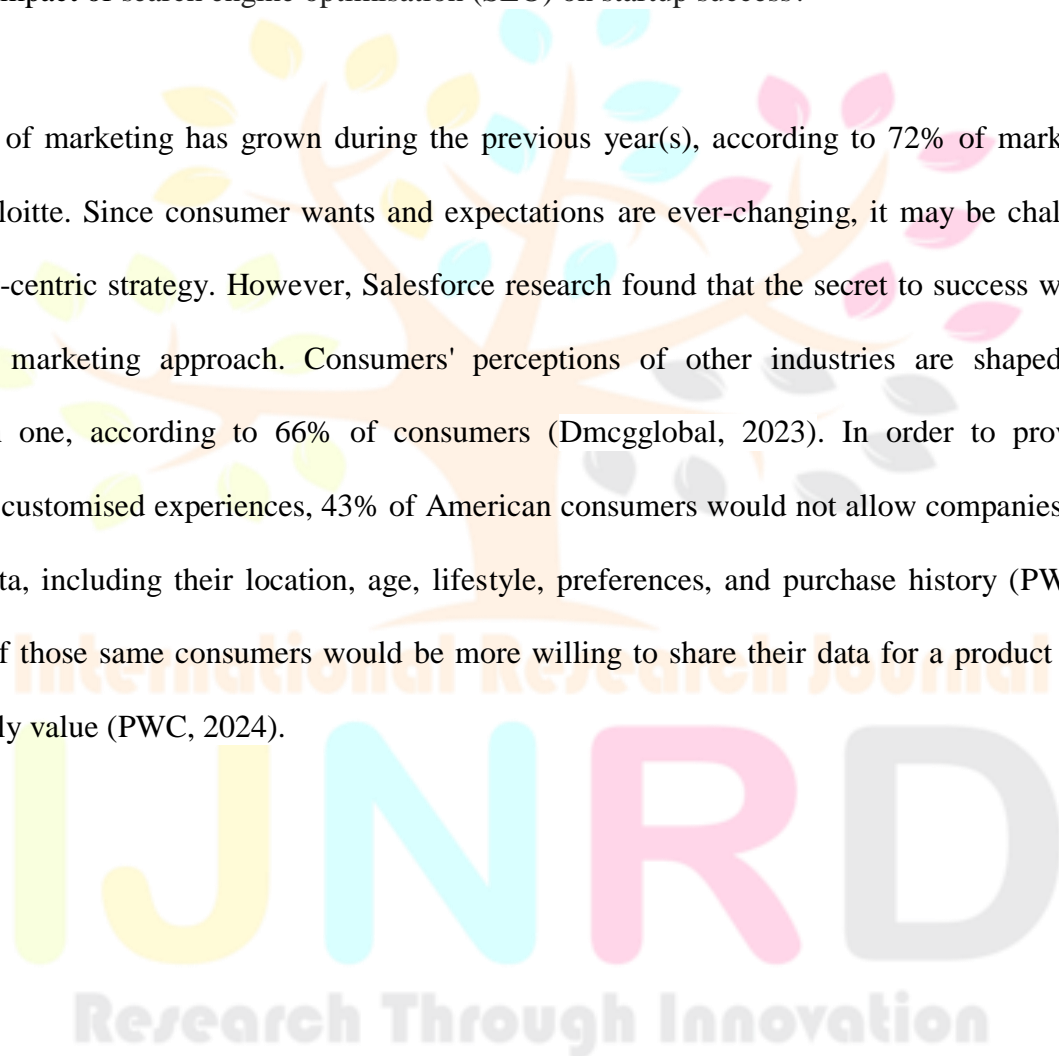 impact of search engine optimisation (SEO) on startup success?
of marketing has grown during the previous year(s), according to 72% of mark
loitte. Since consumer wants and expectations are ever-changing, it may be chal
-centric strategy. However, Salesforce research found that the secret to success w
marketing approach. Consumers' perceptions of other industries are shaped
one, according to 66% of consumers (Dmcgglobal, 2023). In order to prov
customised experiences, 43% of American consumers would not allow companies
ta, including their location, age, lifestyle, preferences, and purchase history (PW
f those same consumers would be more willing to share their data for a product
International Research Journal
ly value (PWC, 2024).
IJNRD
Research Through Innovation